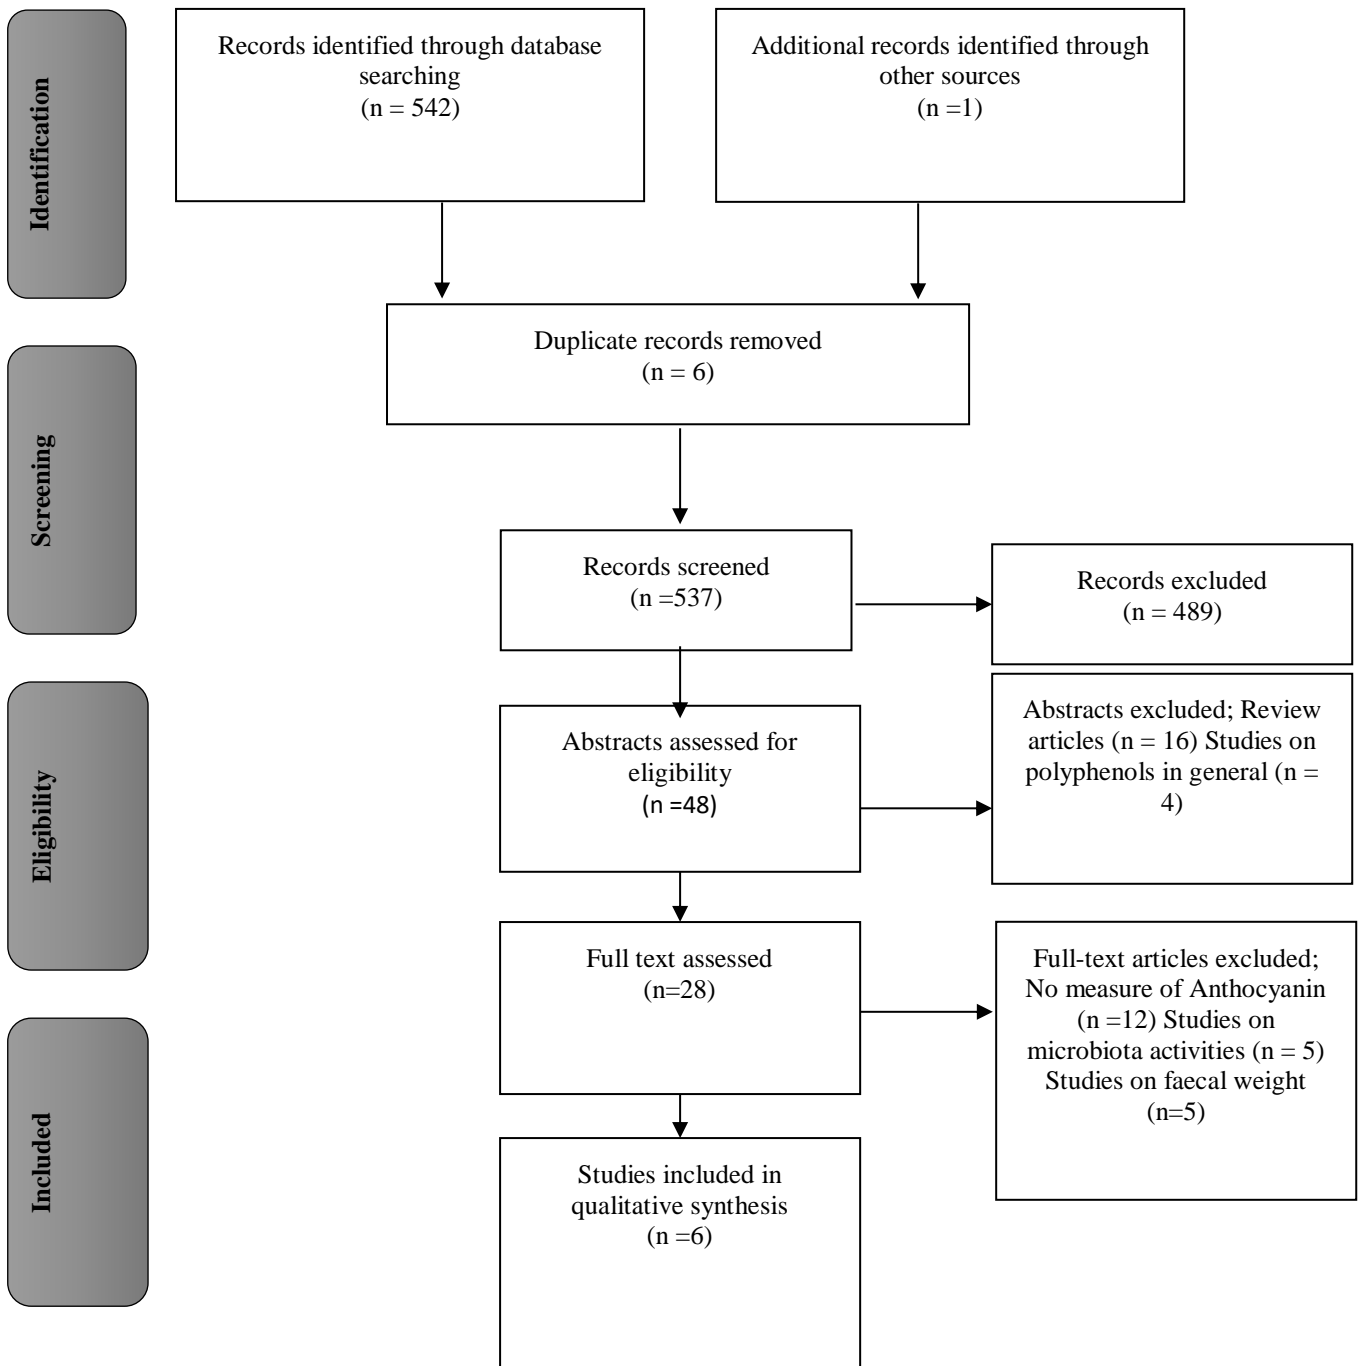 Identification
Records identified through database
searching
(n = 542)
Additional records identified through
other sources
(n =1)
Duplicate records removed
(n = 6)
Screening
Records screened
(n =537)
Records excluded
(n = 489)
Eligibility
Abstracts assessed for
eligibility
(n =48)
Abstracts excluded; Review
articles (n = 16) Studies on
polyphenols in general (n =
4)
Full text assessed
(n=28)
Full-text articles excluded;
No measure of Anthocyanin
(n =12) Studies on
microbiota activities (n = 5)
Studies on faecal weight
(n=5)
Included
Studies included in
qualitative synthesis
(n =6)